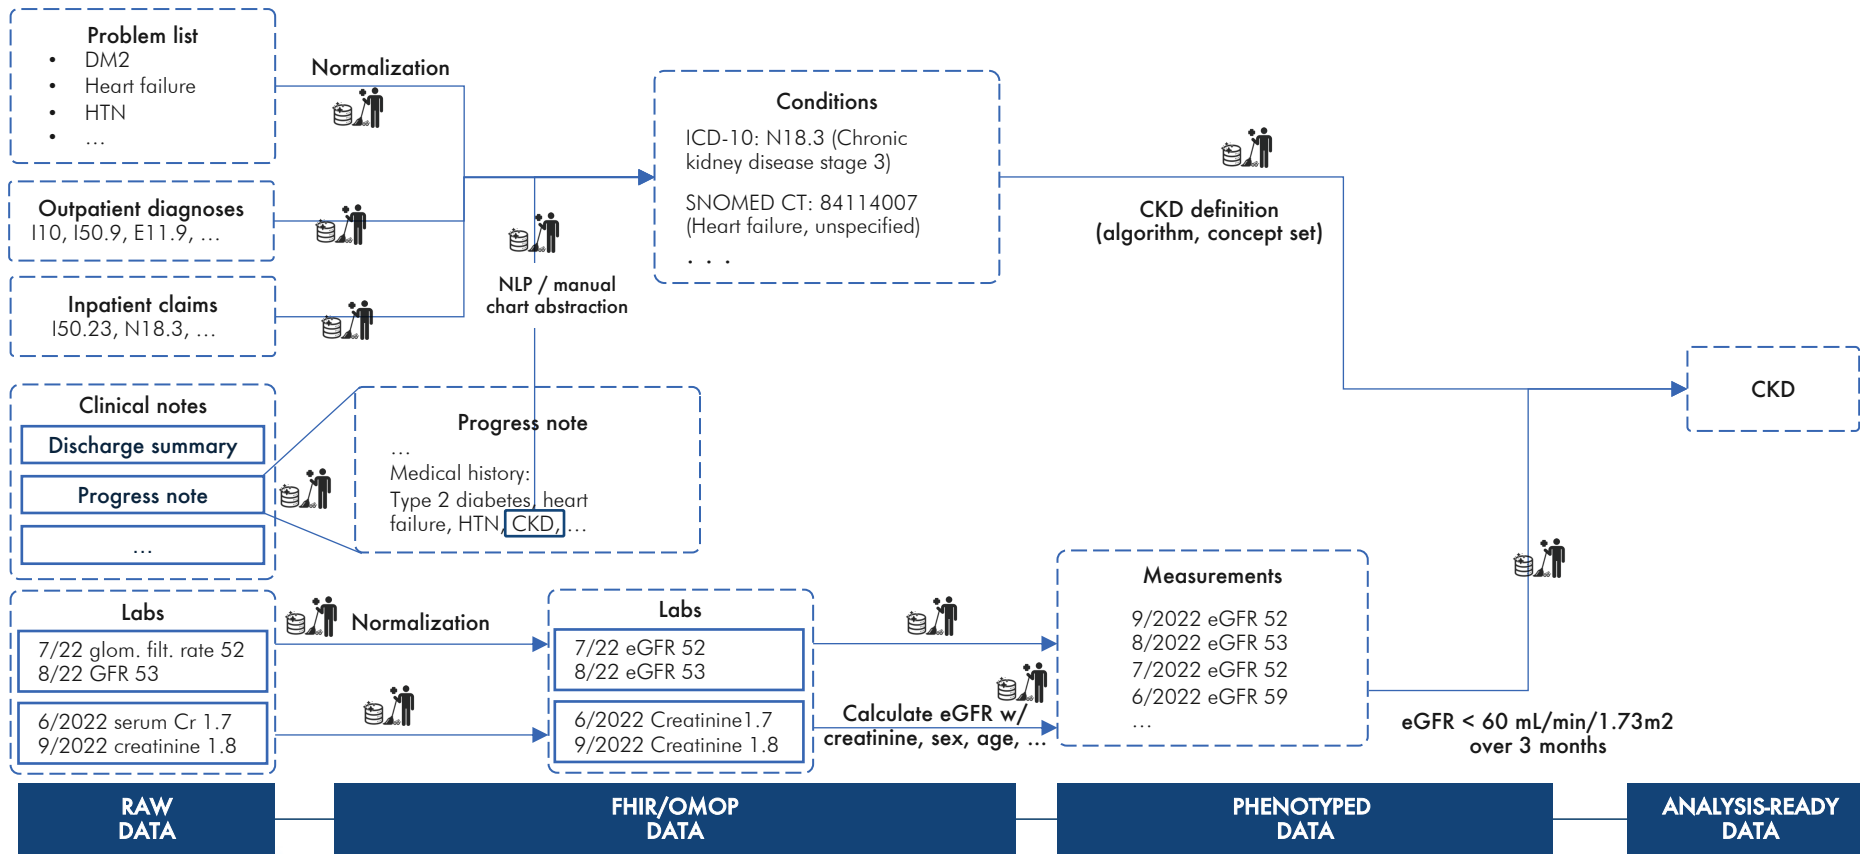 Problem list
• DM2
• Heart failure
• HTN
• ...
Normalization
Outpatient diagnoses
I10, I50.9, E11.9, ...
Inpatient claims
I50.23, N18.3, ...
NLP / manual
chart abstraction
Conditions
ICD-10: N18.3 (Chronic
kidney disease stage 3)
SNOMED CT: 84114007
(Heart failure, unspecified)
. . .
CKD definition
(algorithm, concept set)
CKD
Clinical notes
Discharge summary
Progress note
...
Progress note
...
Medical history:
Type 2 diabetes, heart
failure, HTN, CKD, ...
Labs
7/22 glom. filt. rate 52
8/22 GFR 53
6/2022 serum Cr 1.7
9/2022 creatinine 1.8
Normalization
Labs
7/22 eGFR 52
8/22 eGFR 53
6/2022 Creatinine1.7
9/2022 Creatinine 1.8
Calculate eGFR w/
creatinine, sex, age, ...
Measurements
9/2022 eGFR 52
8/2022 eGFR 53
7/2022 eGFR 52
6/2022 eGFR 59
...
eGFR < 60 mL/min/1.73m2
over 3 months
RAW
DATA
FHIR/OMOP
DATA
PHENOTYPED
DATA
ANALYSIS-READY
DATA